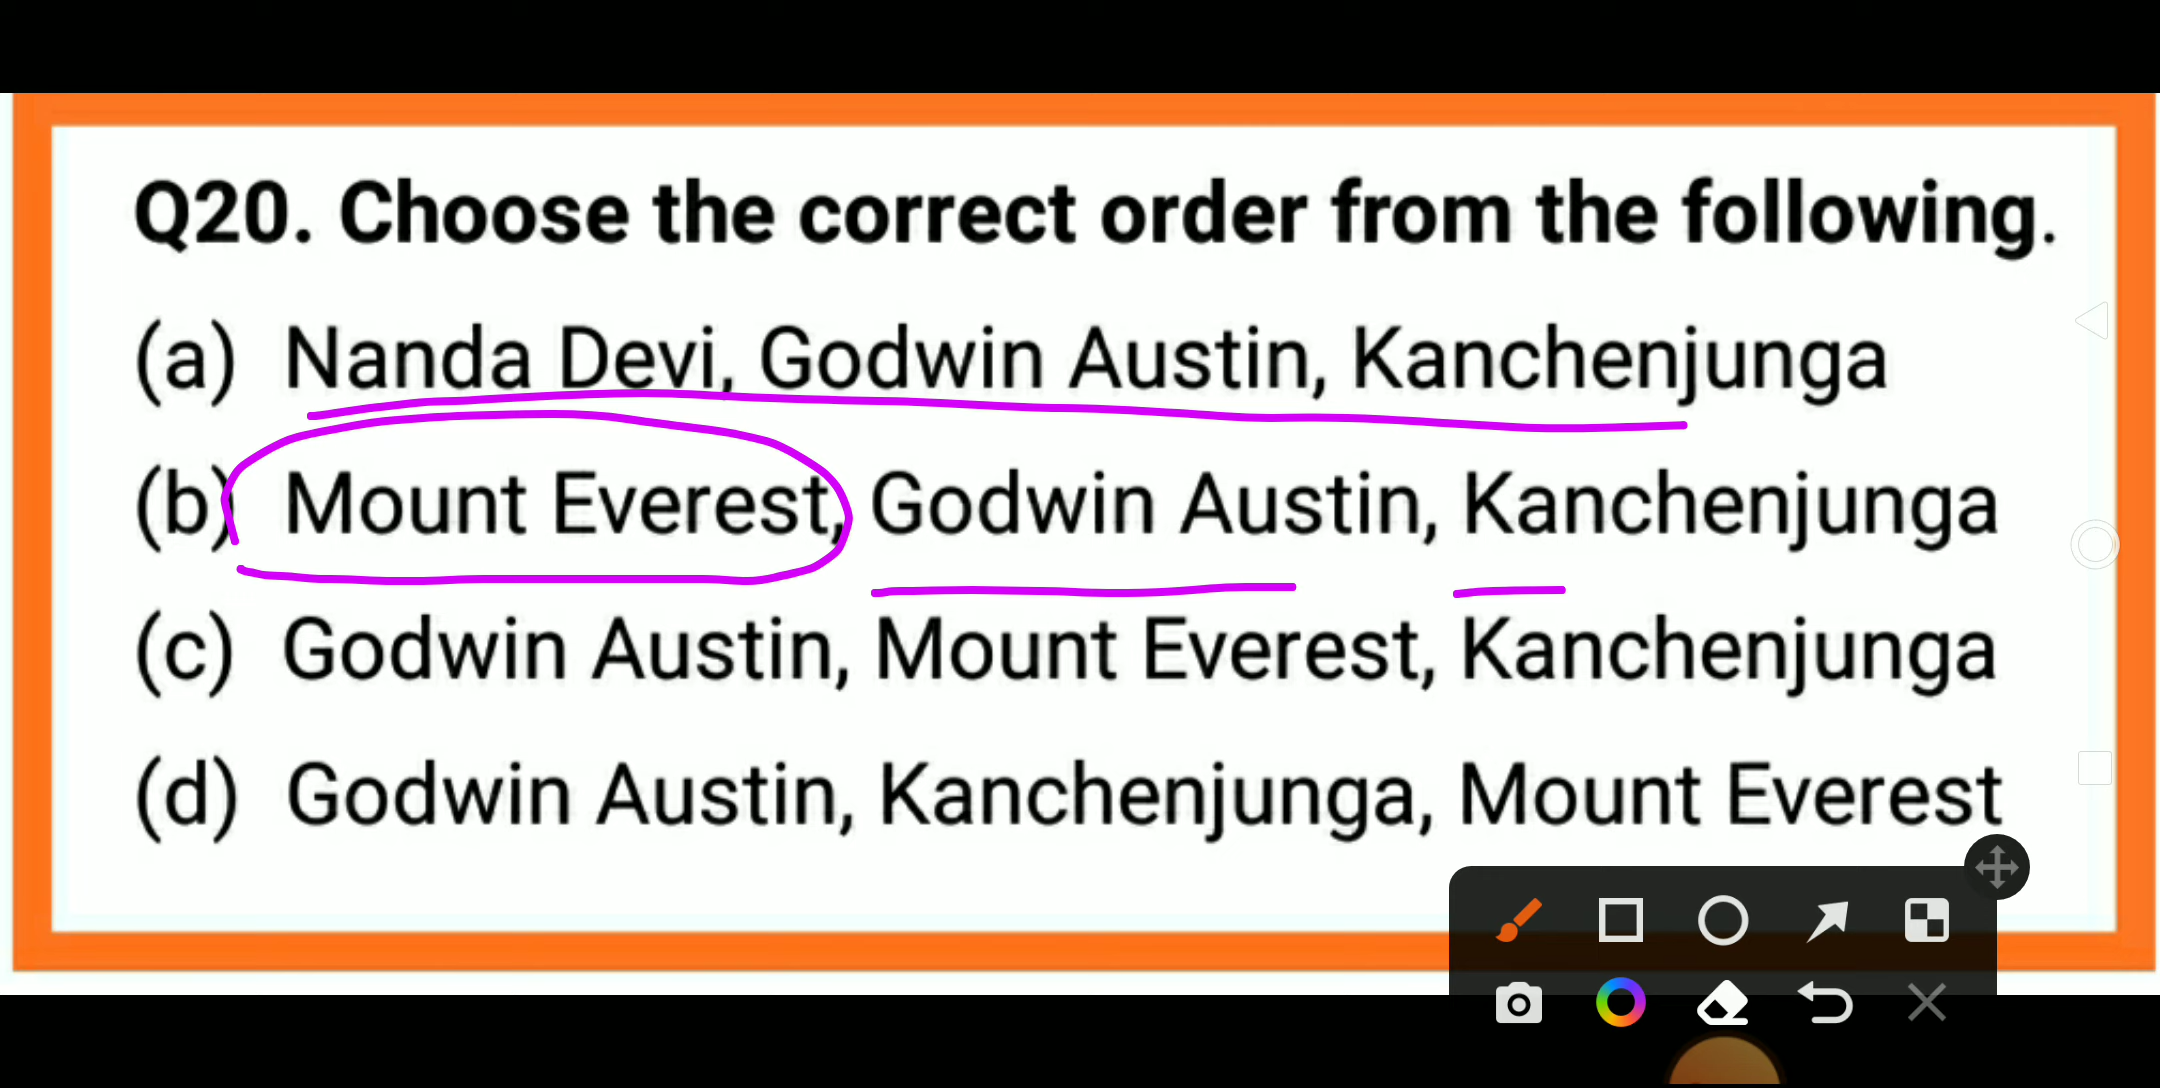 Q20. Choose the correct order from the following.
(a) Nanda Devi, Godwin Austin, Kanchenjunga
(b) Mount Everest, Godwin Austin, Kanchenjunga
(c) Godwin Austin, Mount Everest, Kanchenjunga
(d) Godwin Austin, Kanchenjunga, Mount Everest